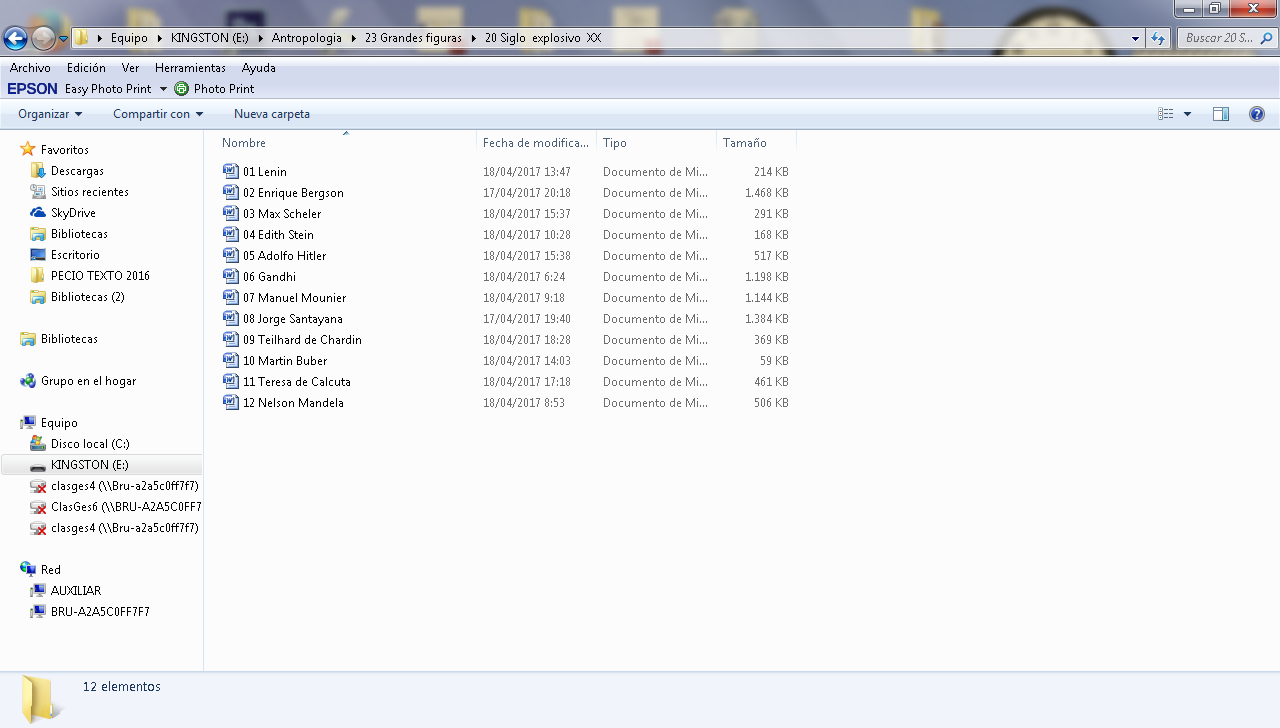 Equipo KINGSTON (E:) Antropologia 23 Grandes figuras 20 Siglo explosivo XX Buscar 20 S...
Archivo Edición Ver Herramientas Ayuda
EPSON Easy Photo Print Photo Print
Organizar Compartir con Nueva carpeta
Favoritos
Descargas
Sitios recientes
SkyDrive
Bibliotecas
Escritorio
PECIO TEXTO 2016
Bibliotecas (2)
Bibliotecas
Grupo en el hogar
Equipo
Disco local (C:)
KINGSTON (E:)
clasges4 (\\Bru-a2a5c0ff7f7)
ClasGes6 (\\BRU-A2A5C0FF7
clasges4 (\\Bru-a2a5c0ff7f7)
Red
AUXILIAR
BRU-A2A5C0FF7F7
Nombre Fecha de modifica... Tipo Tamaño
01 Lenin 18/04/2017 13:47 Documento de Mi... 214 KB
02 Enrique Bergson 17/04/2017 20:18 Documento de Mi... 1.468 KB
03 Max Scheler 18/04/2017 15:37 Documento de Mi... 291 KB
04 Edith Stein 18/04/2017 10:28 Documento de Mi... 168 KB
05 Adolfo Hitler 18/04/2017 15:38 Documento de Mi... 517 KB
06 Gandhi 18/04/2017 6:24 Documento de Mi... 1.198 KB
07 Manuel Mounier 18/04/2017 9:18 Documento de Mi... 1.144 KB
08 Jorge Santayana 17/04/2017 19:40 Documento de Mi... 1.384 KB
09 Teilhard de Chardin 18/04/2017 18:28 Documento de Mi... 369 KB
10 Martin Buber 18/04/2017 14:03 Documento de Mi... 59 KB
11 Teresa de Calcuta 18/04/2017 17:18 Documento de Mi... 461 KB
12 Nelson Mandela 18/04/2017 8:53 Documento de Mi... 506 KB
12 elementos